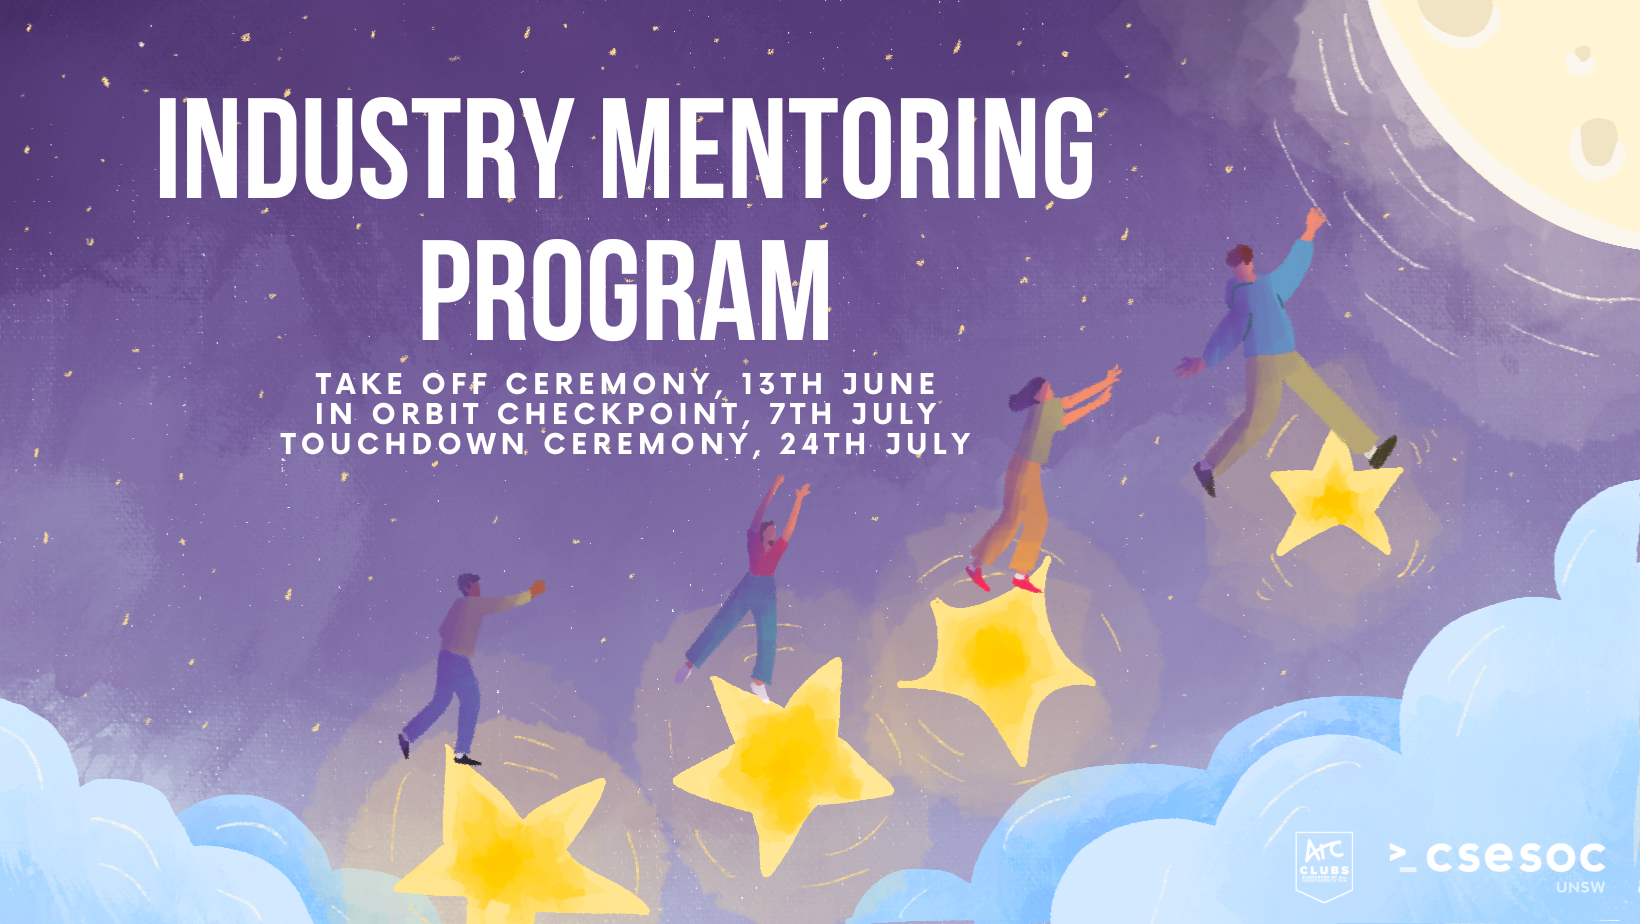 INDUSTRY MENTORING
PROGRAM
TAKE OFF CEREMONY, 13TH JUNE
IN ORBIT CHECKPOINT, 7TH JULY
TOUCHDOWN CEREMONY, 24TH JULY
ArC
CLUBS
>_csesoc
UNSW